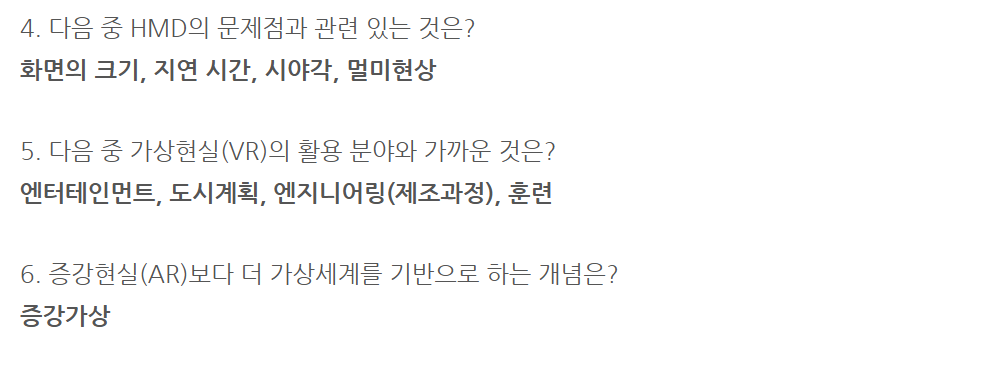 4. 다음 중 HMD의 문제점과 관련 있는 것은?
화면의 크기, 지연 시간, 시야각, 멀미현상
5. 다음 중 가상현실(VR)의 활용 분야와 가까운 것은?
엔터테인먼트, 도시계획, 엔지니어링(제조과정), 훈련
6. 증강현실(AR)보다 더 가상세계를 기반으로 하는 개념은?
증강가상